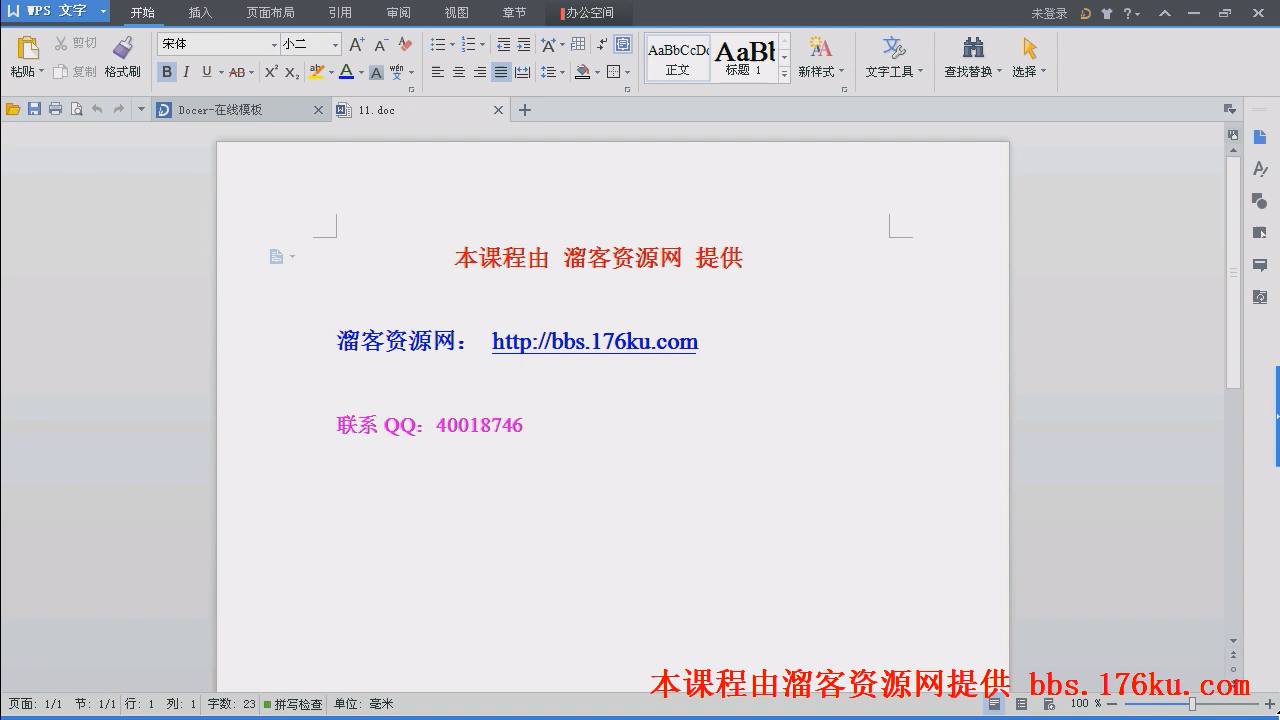 WPS 文字
开始 插入 页面布局 引用 审阅 视图 章节 办公空间 未登录
粘贴 剪切 复制 格式刷
宋体 小二
B I U AB X² X₂
AaBbCcDd 正文
AaBb 标题 1
新样式 文字工具 查找替换 选择
Docer-在线模板 11.doc
本课程由 溜客资源网 提供
溜客资源网： http://bbs.176ku.com
联系 QQ：40018746
本课程由溜客资源网提供 bbs.176ku.com
页面: 1/1 节: 1/1 行: 1 列: 1 字数: 23 拼写检查 单位: 毫米 100 %